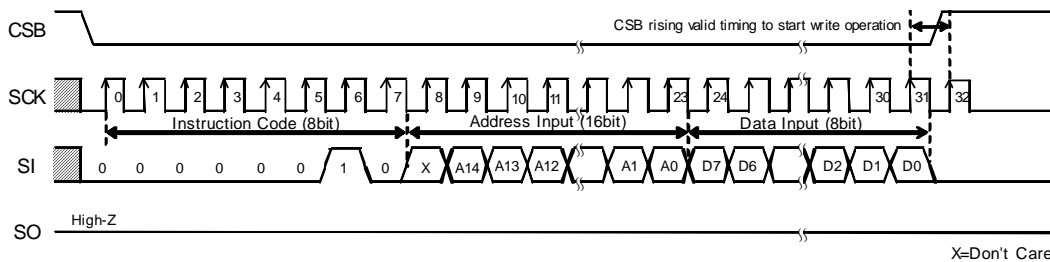 CSB
CSB rising valid timing to start write operation
SCK
0 1 2 3 4 5 6 7 8 9 10 11 23 24 30 31 32
Instruction Code (8bit) Address Input (16bit) Data Input (8bit)
SI
0 0 0 0 0 0 1 0 X A14 A13 A12 A1 A0 D7 D6 D2 D1 D0
High-Z
SO
X=Don't Care